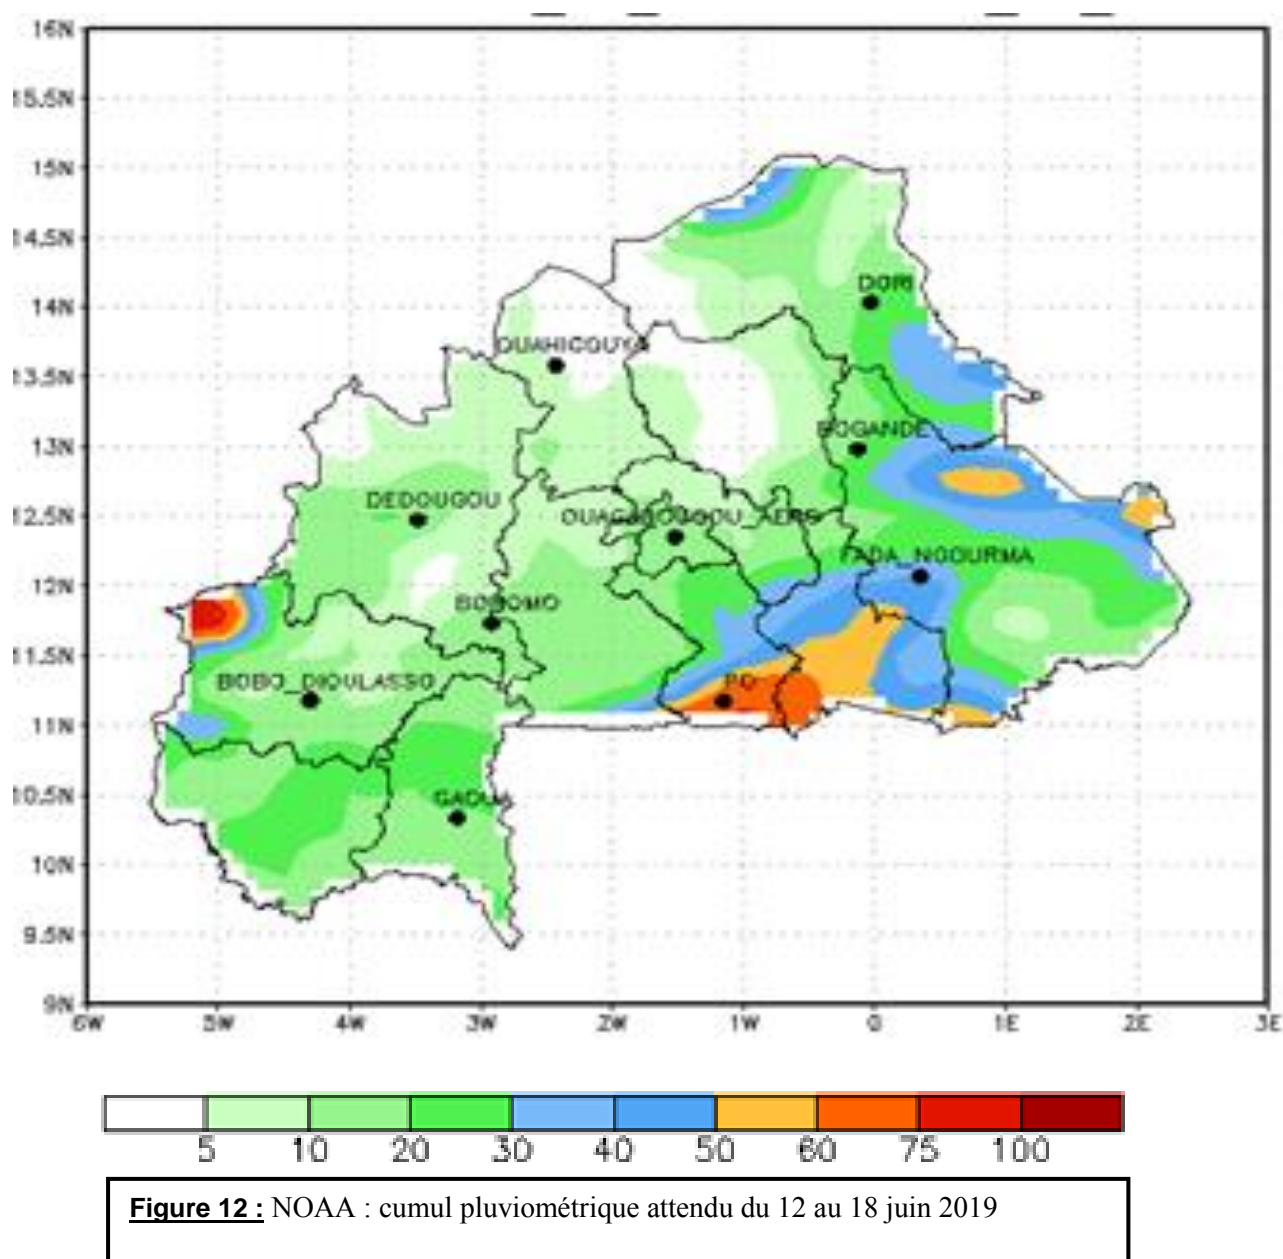 16N
15.5N
15N
14.5N
DORI
14N
OUAHIGOUYA
13.5N
BOGANDE
13N
DEDOUGOU
12.5N
OUAGADOUGOU_AERO
FADA_NGOURMA
12N
BOROMO
11.5N
BOBO_DIOULASSO
PO
11N
10.5N
GAOUA
10N
9.5N
9N
6W 5W 4W 3W 2W 1W 0 1E 2E 3E
5 10 20 30 40 50 60 75 100
Figure 12 : NOAA : cumul pluviométrique attendu du 12 au 18 juin 2019